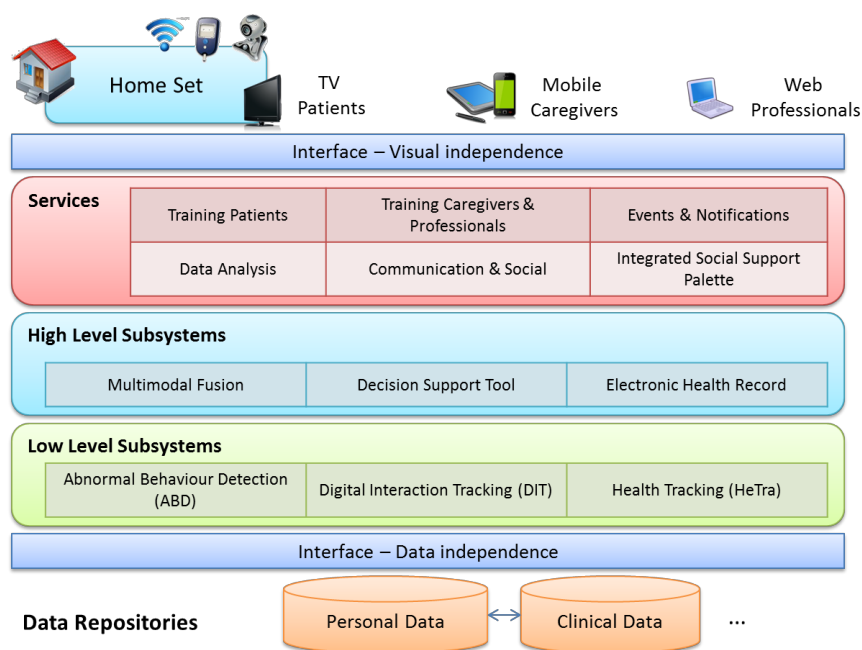 Home Set
TV
Patients
Mobile
Caregivers
Web
Professionals
Interface – Visual independence
Services
Training Patients
Training Caregivers &
Professionals
Events & Notifications
Data Analysis
Communication & Social
Integrated Social Support
Palette
High Level Subsystems
Multimodal Fusion
Decision Support Tool
Electronic Health Record
Low Level Subsystems
Abnormal Behaviour Detection
(ABD)
Digital Interaction Tracking (DIT)
Health Tracking (HeTra)
Interface – Data independence
Data Repositories
Personal Data
Clinical Data
...